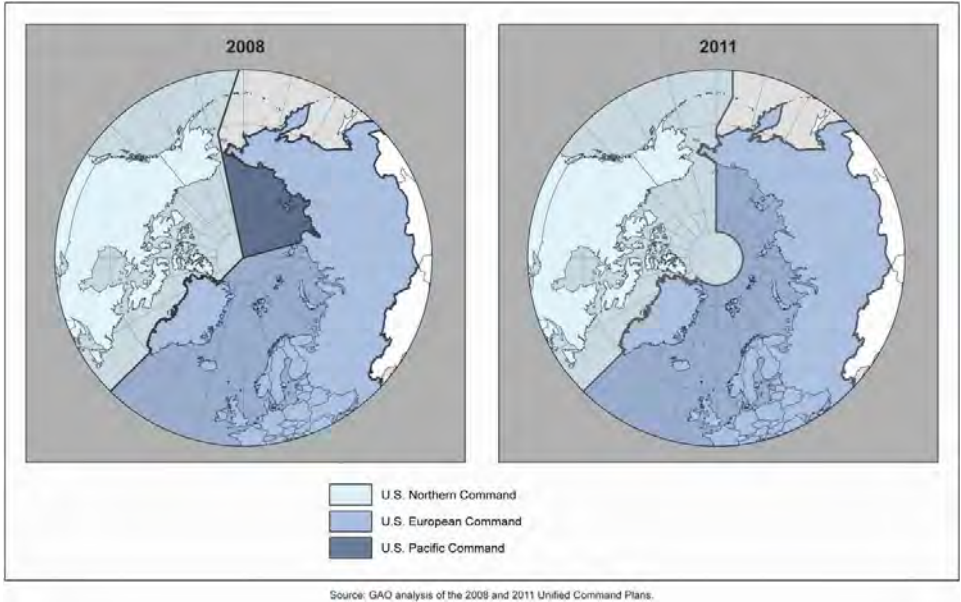 2008
2011
U.S. Northern Command
U.S. European Command
U.S. Pacific Command
Source: GAO analysis of the 2008 and 2011 Unified Command Plans.